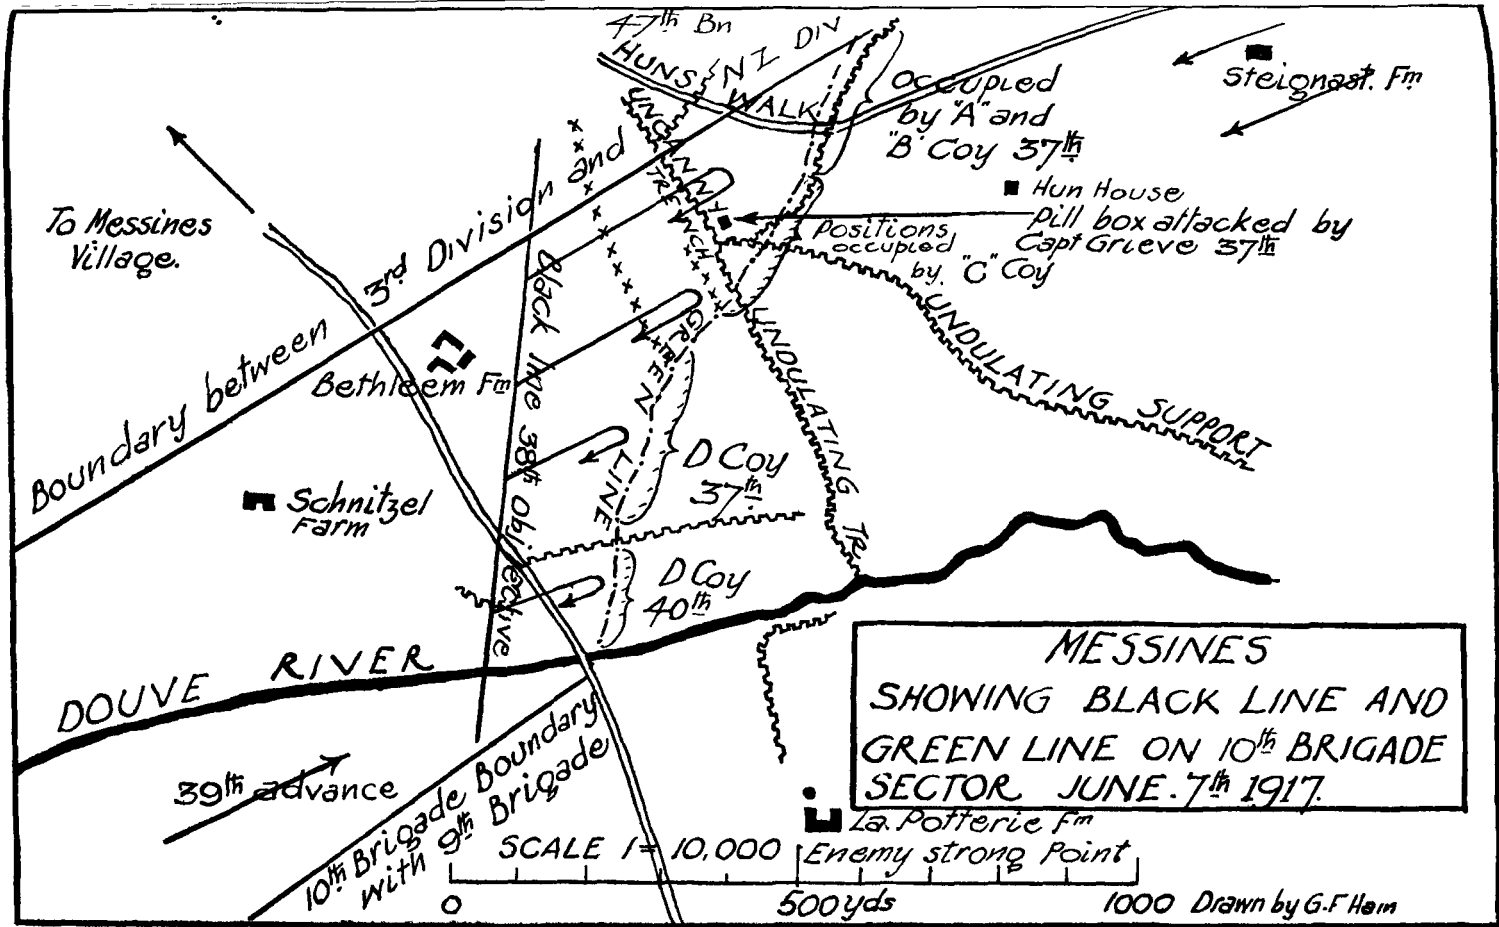 47th Bn
HUNS WALK
NZ DIV
Steignast. Fm
Occupied
by "A" and
"B" Coy 37th
UNCANNY
TRENCH
Hun House
Pill box attacked by
Capt Grieve 37th
Positions
occupied
by. "C" Coy
To Messines
Village.
Boundary between 3rd Division and
Black line 38th Objective
Bethleem Fm
GREEN LINE
UNDULATING SUPPORT
UNDULATING TR.
Schnitzel
Farm
D Coy
37th
D Coy
40th
DOUVE RIVER
39th advance
10th Brigade Boundary
with 9th Brigade
MESSINES
SHOWING BLACK LINE AND
GREEN LINE ON 10th BRIGADE
SECTOR JUNE. 7th 1917.
La. Potterie Fm
Enemy strong Point
SCALE 1 = 10,000
0 500 yds 1000
Drawn by G.F Hain